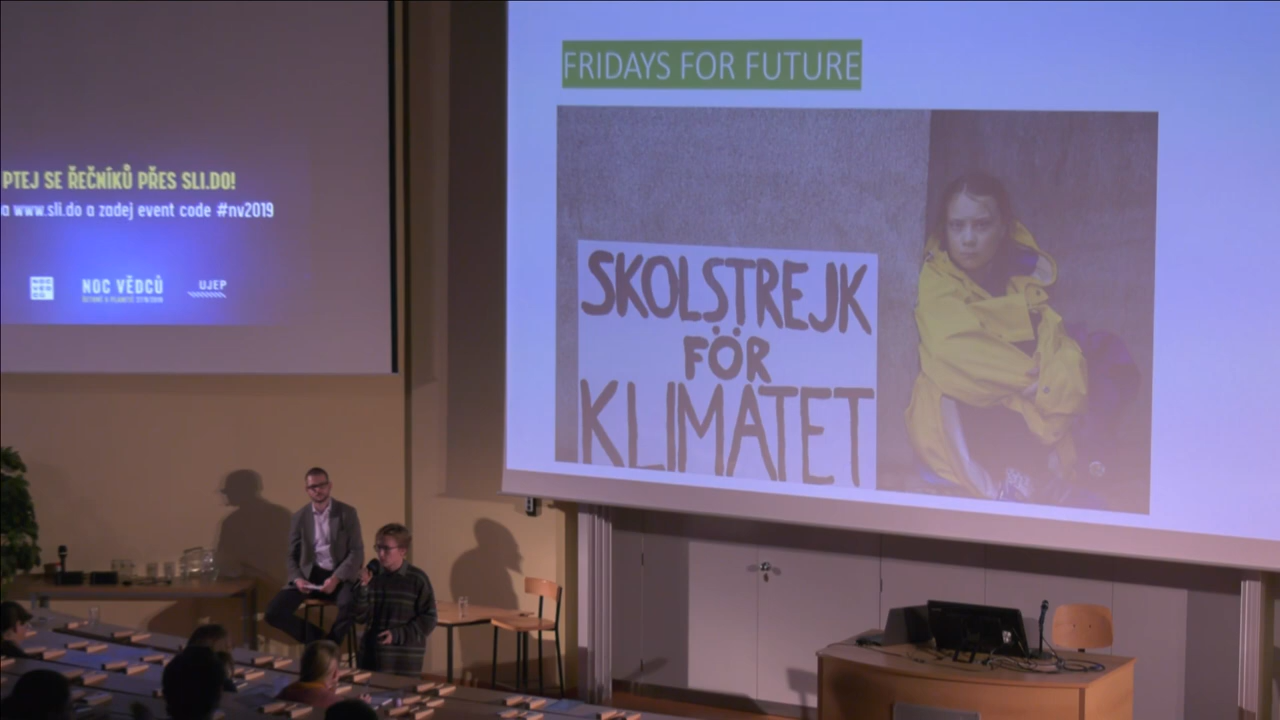 PTEJ SE ŘEČNÍKŮ PŘES SLI.DO!
www.sli.do a zadej event code #nv2019
NOC VĚDCŮ
UJEP
FRIDAYS FOR FUTURE
SKOLSTREJK
FÖR
KLIMATET